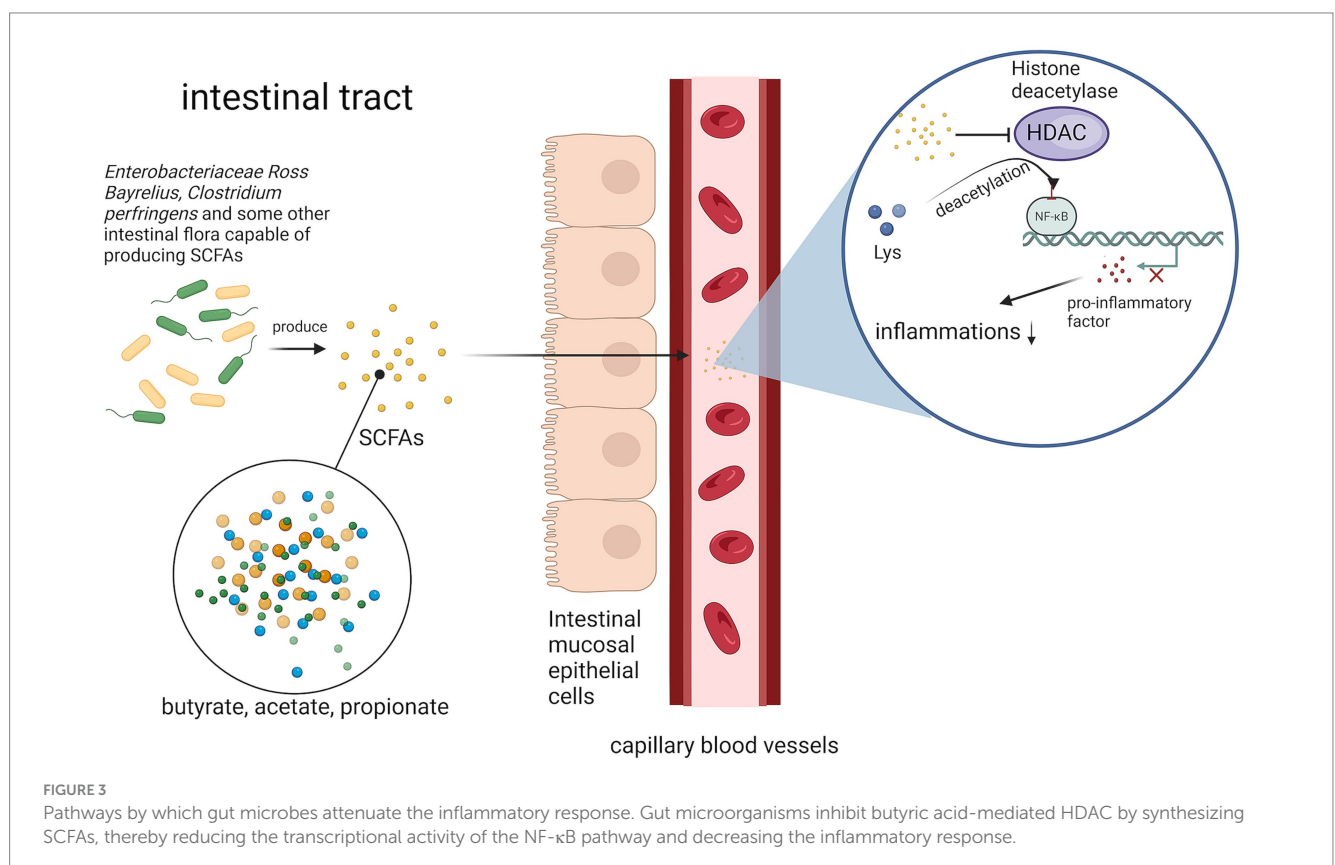 intestinal tract
Enterobacteriaceae Ross
Bayrelius, Clostridium
perfringens and some other
intestinal flora capable of
producing SCFAs
produce
SCFAs
butyrate, acetate, propionate
Intestinal
mucosal
epithelial
cells
capillary blood vessels
Histone
deacetylase
HDAC
deacetylation
Lys
NF-κB
pro-inflammatory
factor
inflammations ↓
FIGURE 3
Pathways by which gut microbes attenuate the inflammatory response. Gut microorganisms inhibit butyric acid-mediated HDAC by synthesizing
SCFAs, thereby reducing the transcriptional activity of the NF-κB pathway and decreasing the inflammatory response.